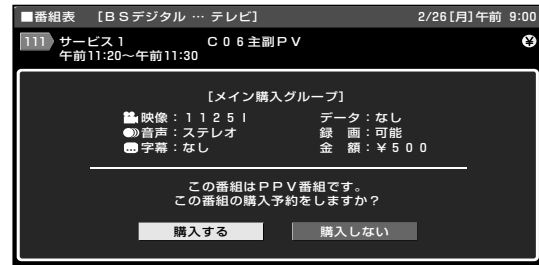 ■番組表 [BSデジタル … テレビ] 2/26[月]午前 9:00
111 サービス1 C06主副PV ¥
午前11:20~午前11:30
[メイン購入グループ]
映像:1125I データ:なし
音声:ステレオ 録 画:可能
字幕:なし 金 額:¥500
この番組はPPV番組です。
この番組の購入予約をしますか?
購入する 購入しない